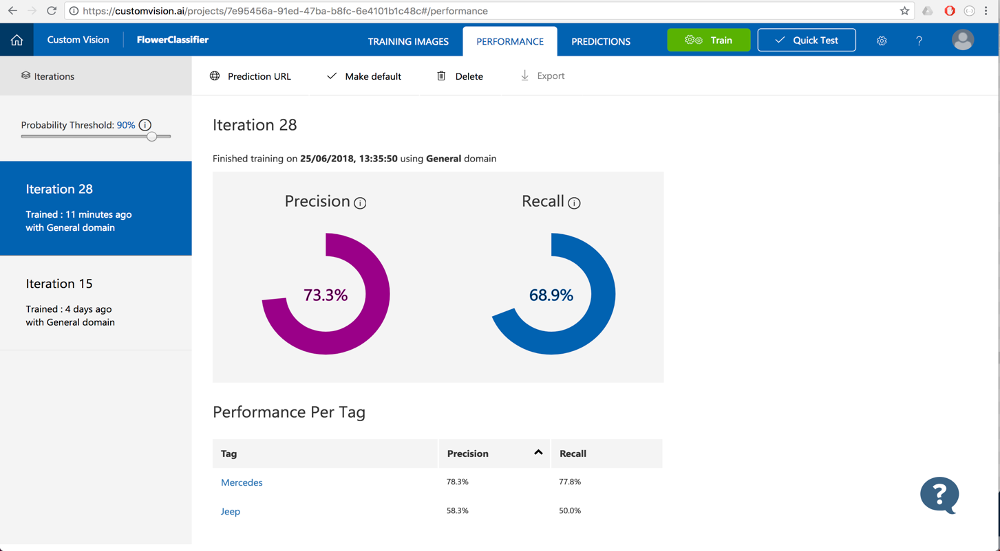 https://customvision.ai/projects/7e95456a-91ed-47ba-b8fc-6e4101b1c48c#/performance
Custom Vision FlowerClassifier TRAINING IMAGES PERFORMANCE PREDICTIONS Train Quick Test ?
Iterations Prediction URL Make default Delete Export
Probability Threshold: 90%
Iteration 28
Trained : 11 minutes ago
with General domain
Iteration 15
Trained : 4 days ago
with General domain
Iteration 28
Finished training on 25/06/2018, 13:35:50 using General domain
Precision Recall
73.3% 68.9%
Performance Per Tag
Tag Precision Recall
Mercedes 78.3% 77.8%
Jeep 58.3% 50.0%
?